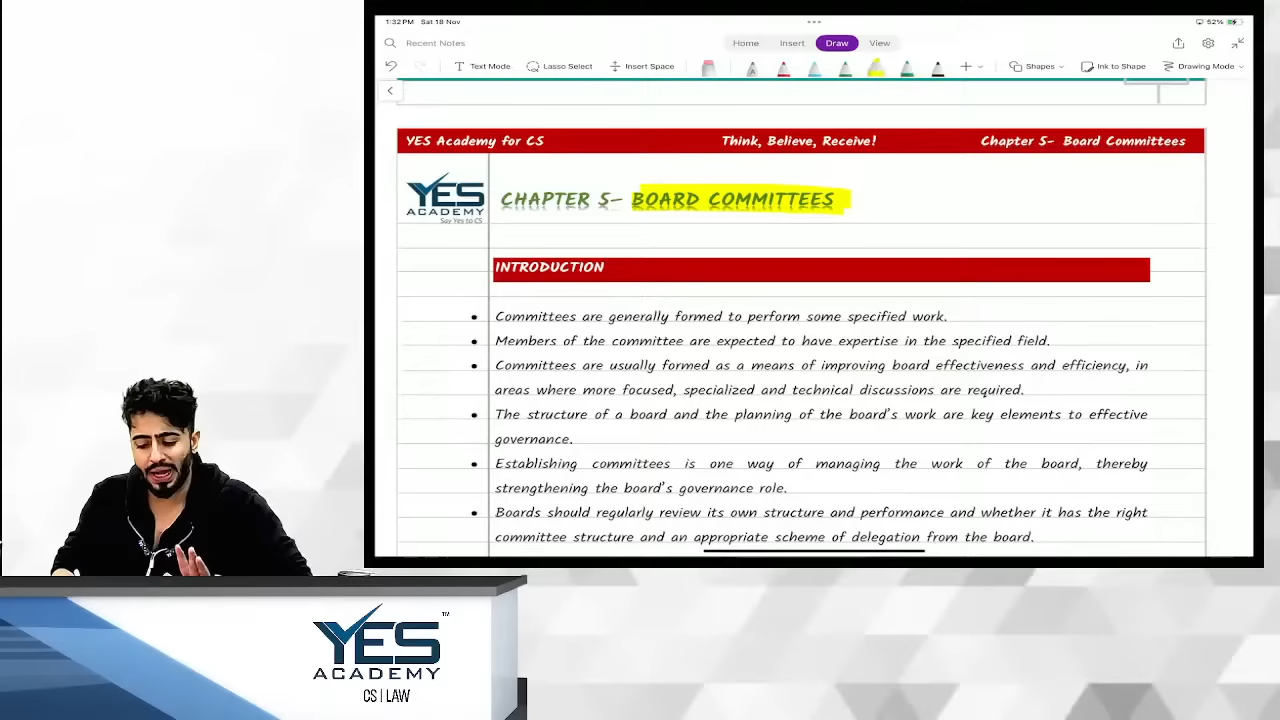 1:32 PM Sat 18 Nov
52%
Recent Notes
Home Insert Draw View
Text Mode Lasso Select Insert Space Shapes Ink to Shape Drawing Mode
YES Academy for CS Think, Believe, Receive! Chapter 5- Board Committees
YES
ACADEMY
Say Yes to CS
CHAPTER 5– BOARD COMMITTEES
INTRODUCTION
• Committees are generally formed to perform some specified work.
• Members of the committee are expected to have expertise in the specified field.
• Committees are usually formed as a means of improving board effectiveness and efficiency, in
areas where more focused, specialized and technical discussions are required.
• The structure of a board and the planning of the board's work are key elements to effective
governance.
• Establishing committees is one way of managing the work of the board, thereby
strengthening the board's governance role.
• Boards should regularly review its own structure and performance and whether it has the right
committee structure and an appropriate scheme of delegation from the board.
YES™
ACADEMY
CS | LAW